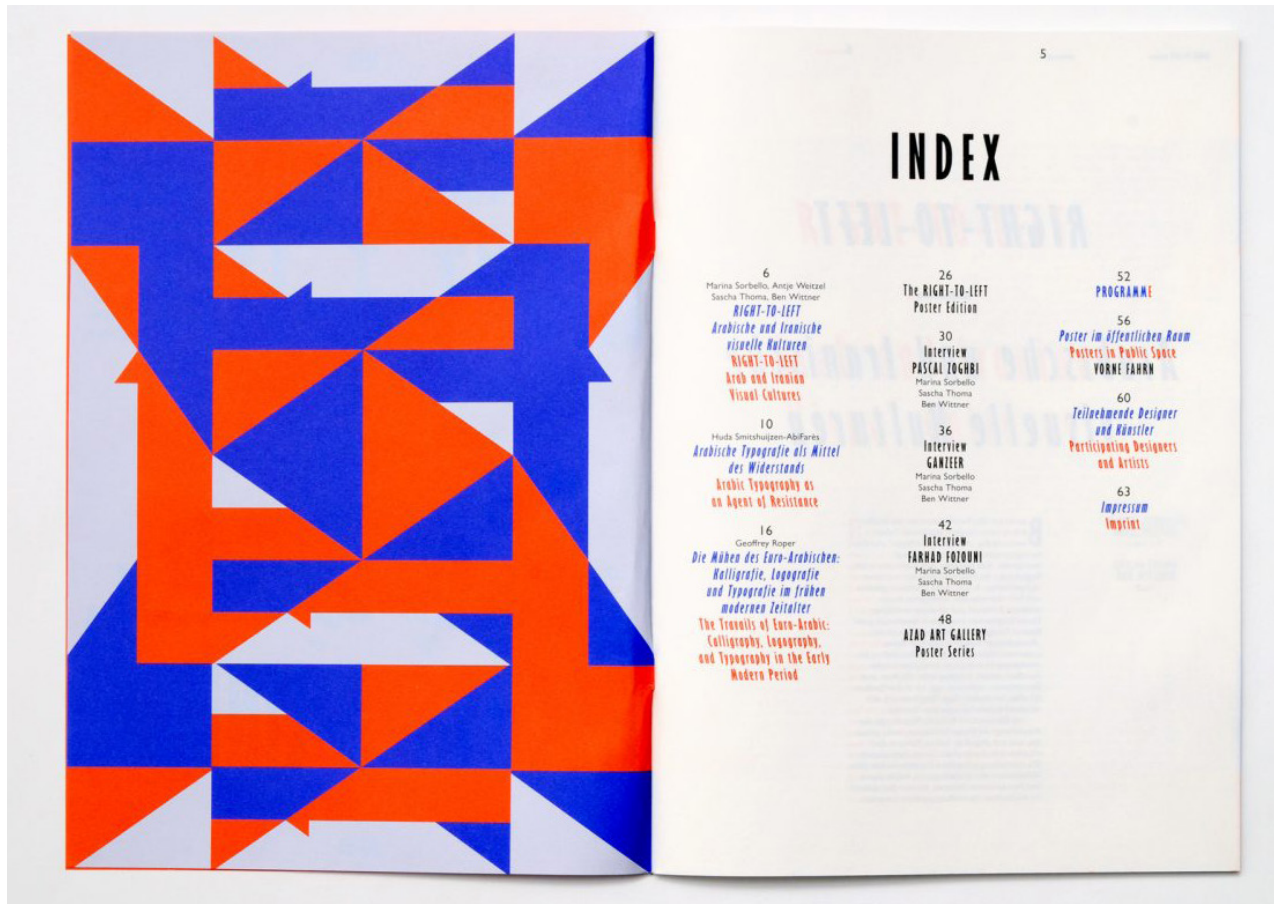 5
INDEX
6
Marina Sorbello, Antje Weitzel
Sascha Thoma, Ben Wittner
RIGHT-TO-LEFT
Arabische und Iranische
visuelle Kulturen
RIGHT-TO-LEFT
Arab and Iranian
Visual Cultures
10
Huda Smitshuijzen-AbiFarès
Arabische Typografie als Mittel
des Widerstands
Arabic Typography as
an Agent of Resistance
16
Geoffrey Roper
Die Mühen des Euro-Arabischen:
Kalligrafie, Logografie
und Typografie im frühen
modernen Zeitalter
The Travails of Euro-Arabic:
Calligraphy, Logography,
and Typography in the Early
Modern Period
26
The RIGHT-TO-LEFT
Poster Edition
30
Interview
PASCAL ZOGHBI
Marina Sorbello
Sascha Thoma
Ben Wittner
36
Interview
GANZEER
Marina Sorbello
Sascha Thoma
Ben Wittner
42
Interview
FARHAD FOZOUNI
Marina Sorbello
Sascha Thoma
Ben Wittner
48
AZAD ART GALLERY
Poster Series
52
PROGRAMME
56
Poster im öffentlichen Raum
Posters in Public Space
VORNE FAHRN
60
Teilnehmende Designer
und Künstler
Participating Designers
and Artists
63
Impressum
Imprint
RIGHT-TO-LEFT